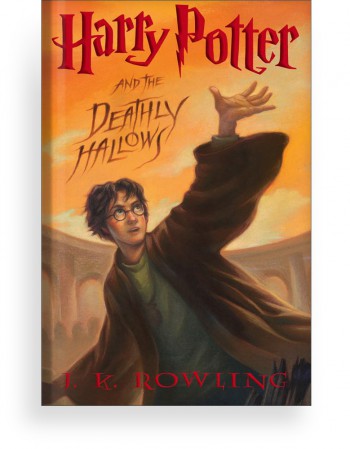 Harry Potter
AND THE
DEATHLY
HALLOWS
J. K. ROWLING